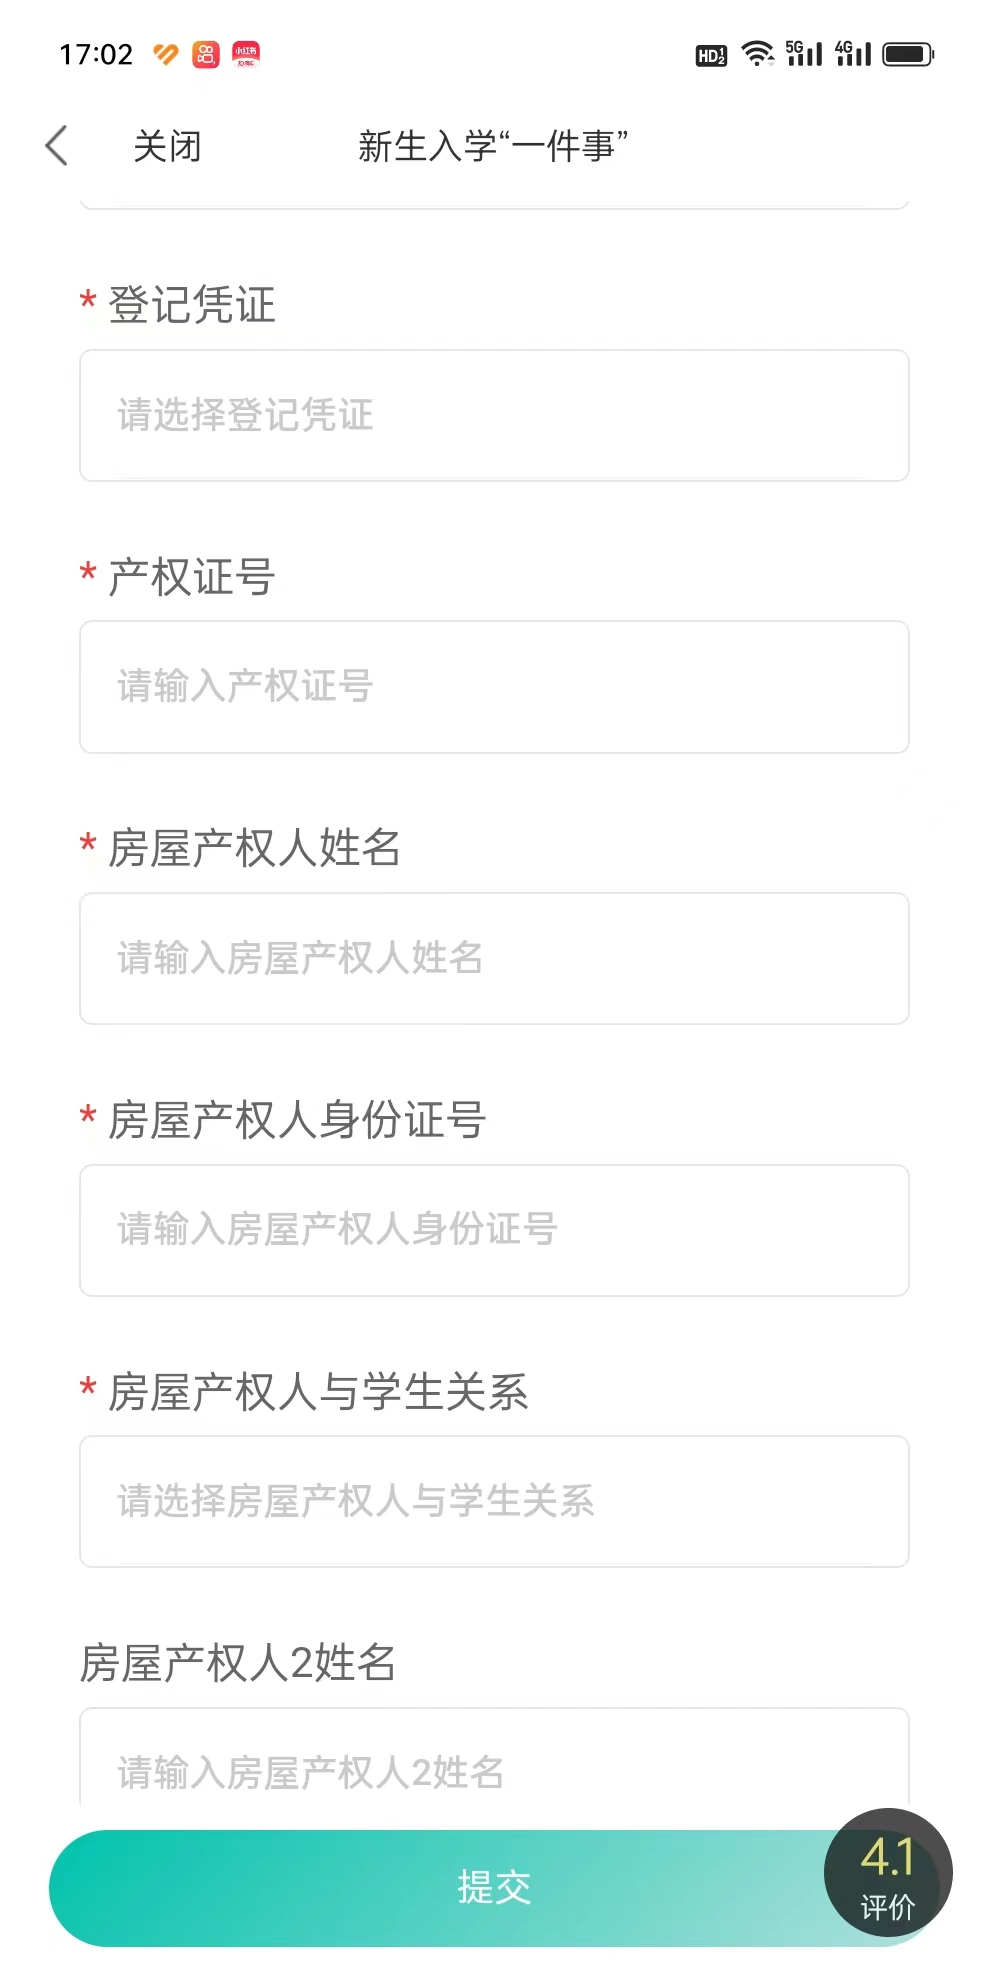 17:02
HD 5G 4G
关闭
新生入学“一件事”
* 登记凭证
请选择登记凭证
* 产权证号
请输入产权证号
* 房屋产权人姓名
请输入房屋产权人姓名
* 房屋产权人身份证号
请输入房屋产权人身份证号
* 房屋产权人与学生关系
请选择房屋产权人与学生关系
房屋产权人2姓名
请输入房屋产权人2姓名
提交
4.1
评价